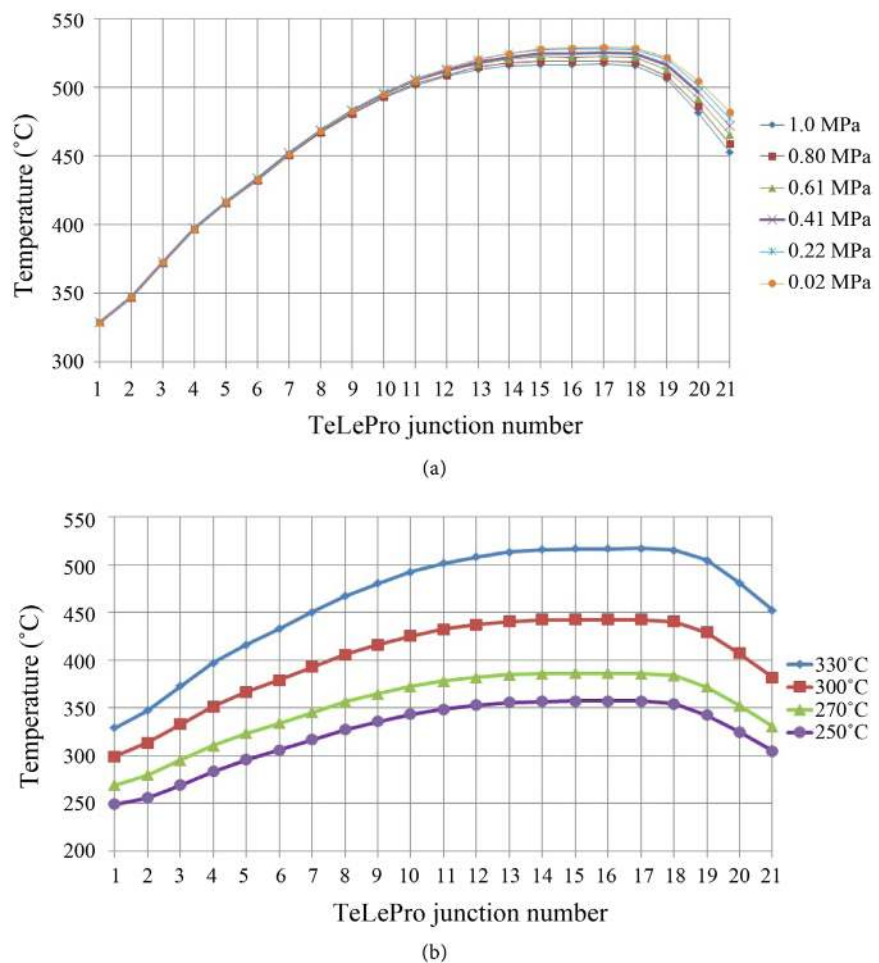 550
500
450
400
350
300
Temperature (˚C)
1 2 3 4 5 6 7 8 9 10 11 12 13 14 15 16 17 18 19 20 21
TeLePro junction number
1.0 MPa
0.80 MPa
0.61 MPa
0.41 MPa
0.22 MPa
0.02 MPa
(a)
550
500
450
400
350
300
250
200
Temperature (˚C)
1 2 3 4 5 6 7 8 9 10 11 12 13 14 15 16 17 18 19 20 21
TeLePro junction number
330°C
300°C
270°C
250°C
(b)